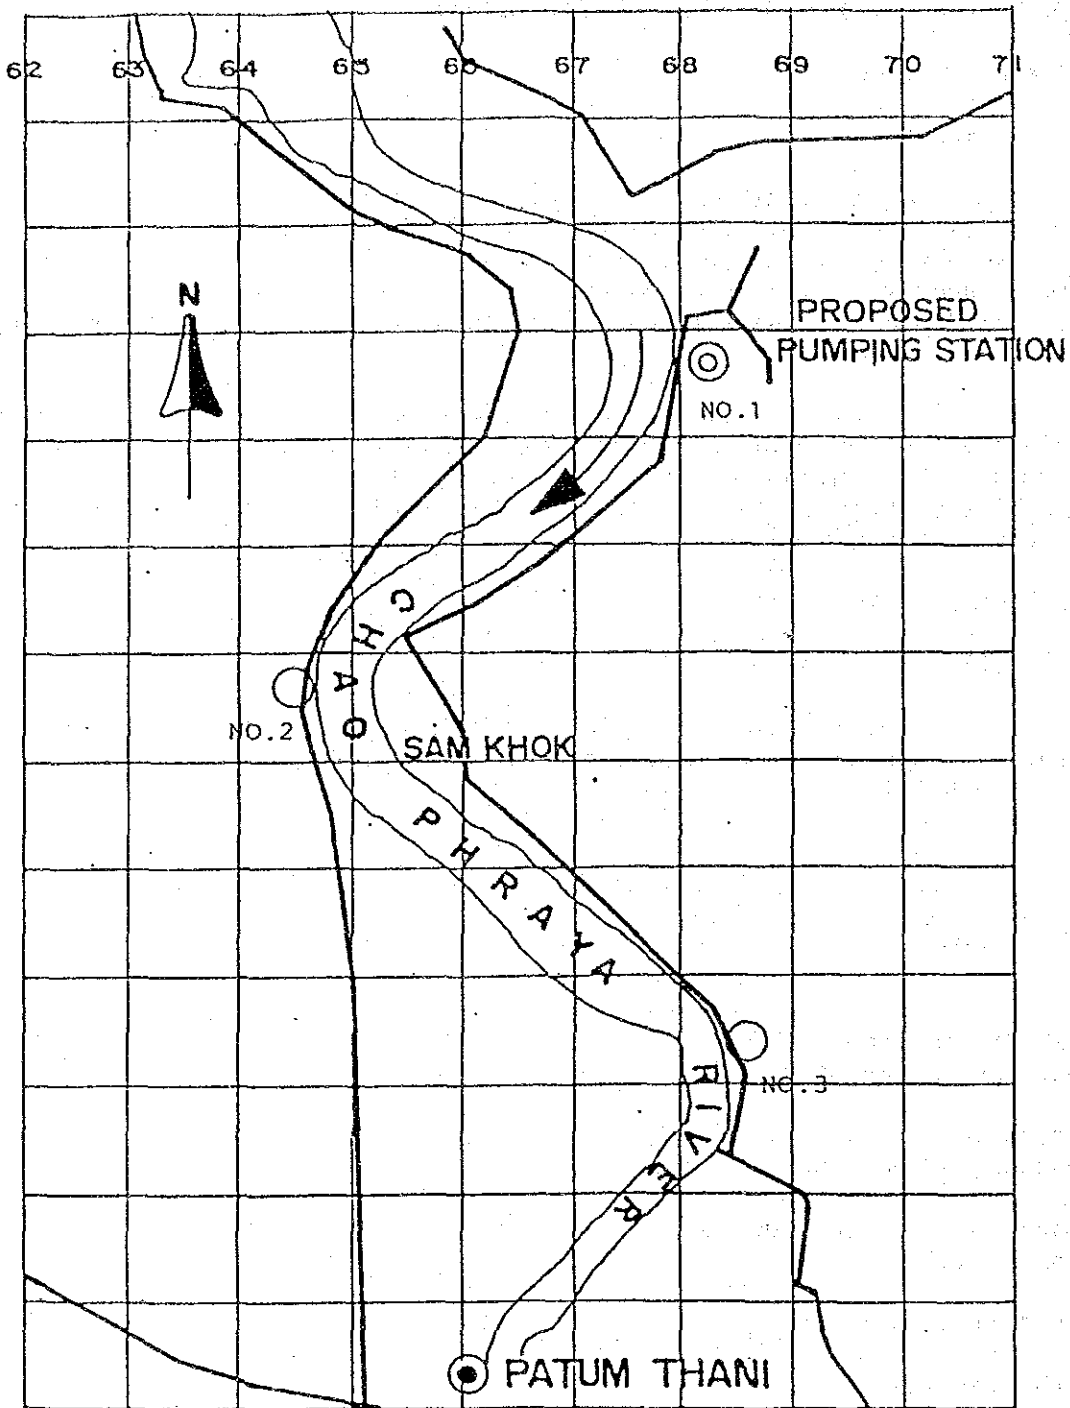 62 63 64 65 66 67 68 69 70 71
N
PROPOSED
PUMPING STATION
NO.1
CHAO
NO.2
SAM KHOK
PHRAYA
RIVER
NO.3
PATUM THANI